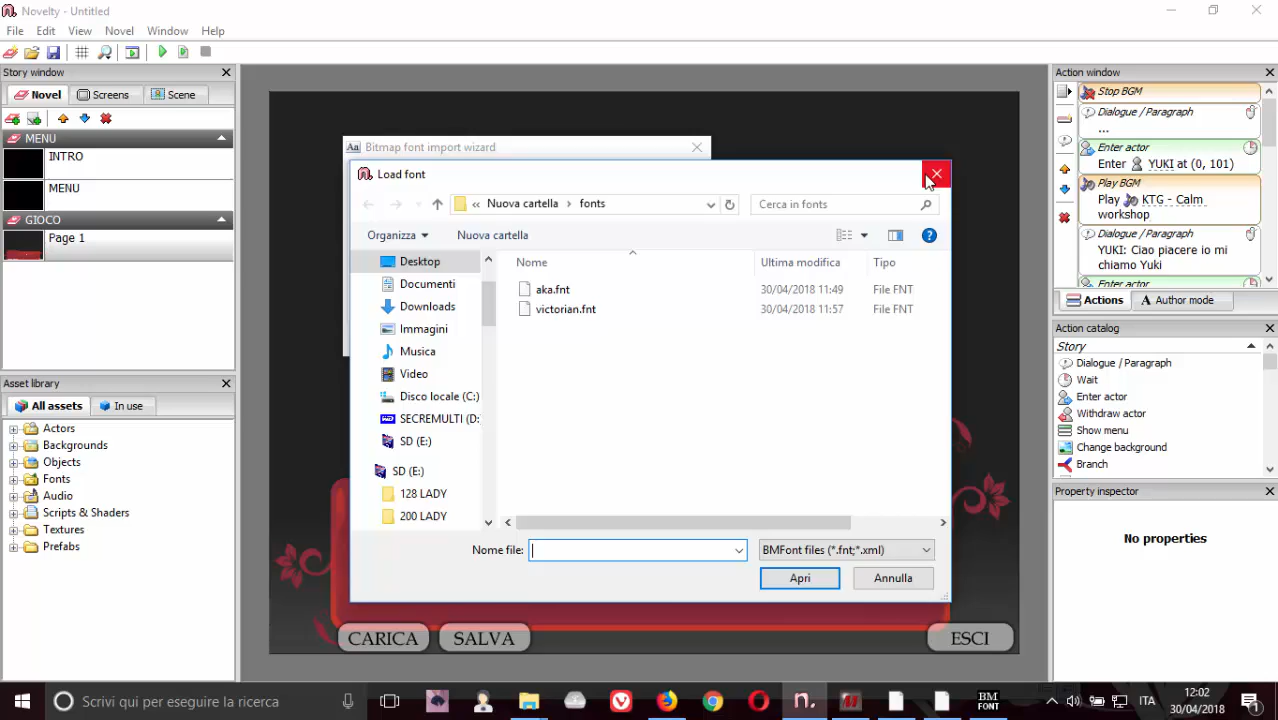 Novelty - Untitled
File Edit View Novel Window Help
Story window
Novel Screens Scene
MENU
INTRO
MENU
GIOCO
Page 1
Asset library
All assets In use
Actors
Backgrounds
Objects
Fonts
Audio
Scripts & Shaders
Textures
Prefabs
Aa Bitmap font import wizard
Load font
« Nuova cartella › fonts
Cerca in fonts
Organizza Nuova cartella
Desktop
Documenti
Downloads
Immagini
Musica
Video
Disco locale (C:)
SECREMULTI (D:
SD (E:)
SD (E:)
128 LADY
200 LADY
Nome Ultima modifica Tipo
aka.fnt 30/04/2018 11:49 File FNT
victorian.fnt 30/04/2018 11:57 File FNT
Nome file: BMFont files (*.fnt;*.xml)
Apri Annulla
CARICA SALVA ESCI
Action window
Stop BGM
Dialogue / Paragraph
...
Enter actor
Enter YUKI at (0, 101)
Play BGM
Play KTG - Calm
workshop
Dialogue / Paragraph
YUKI: Ciao piacere io mi
chiamo Yuki
Enter actor
Actions A Author mode
Action catalog
Story
Dialogue / Paragraph
Wait
Enter actor
Withdraw actor
Show menu
Change background
Branch
Property inspector
No properties
Scrivi qui per eseguire la ricerca
n.
BM
FONT
ITA
12:02
30/04/2018
1